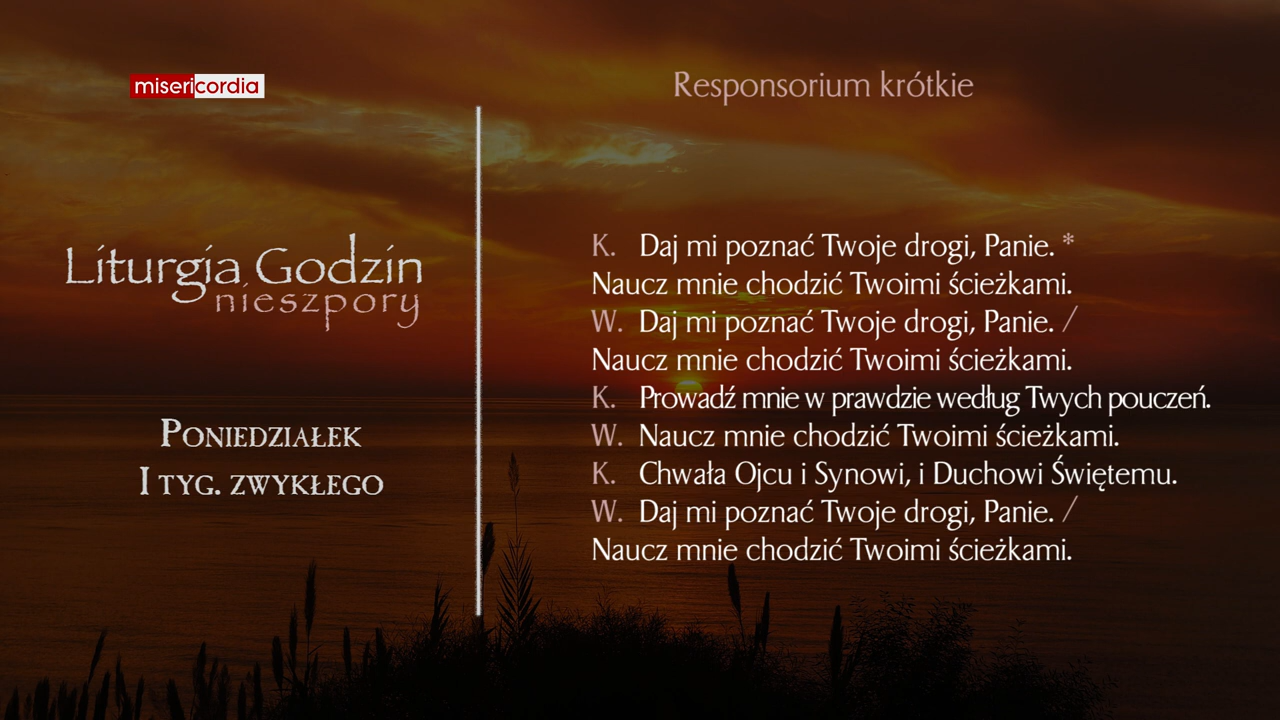 misericordia
Liturgia Godzin
nieszpory
Poniedziałek
I tyg. zwykłego
Responsorium krótkie
K. Daj mi poznać Twoje drogi, Panie. *
Naucz mnie chodzić Twoimi ścieżkami.
W. Daj mi poznać Twoje drogi, Panie. /
Naucz mnie chodzić Twoimi ścieżkami.
K. Prowadź mnie w prawdzie według Twych pouczeń.
W. Naucz mnie chodzić Twoimi ścieżkami.
K. Chwała Ojcu i Synowi, i Duchowi Świętemu.
W. Daj mi poznać Twoje drogi, Panie. /
Naucz mnie chodzić Twoimi ścieżkami.